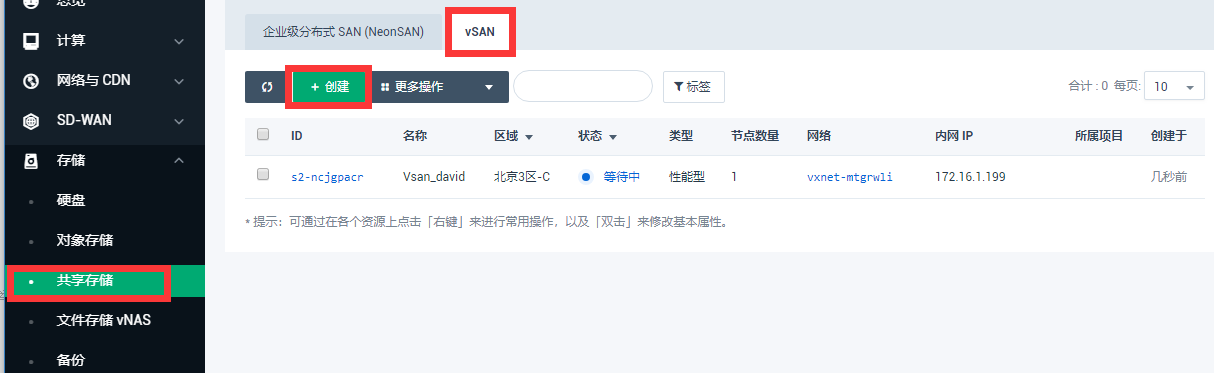 总览
计算
网络与 CDN
SD-WAN
存储
硬盘
对象存储
共享存储
文件存储 vNAS
备份
企业级分布式 SAN (NeonSAN) vSAN
+ 创建 更多操作 标签 合计 : 0 每页: 10
ID 名称 区域 状态 类型 节点数量 网络 内网 IP 所属项目 创建于
s2-ncjgpacr Vsan_david 北京3区-C 等待中 性能型 1 vxnet-mtgrwli 172.16.1.199 几秒前
* 提示：可通过在各个资源上点击「右键」来进行常用操作，以及「双击」来修改基本属性。